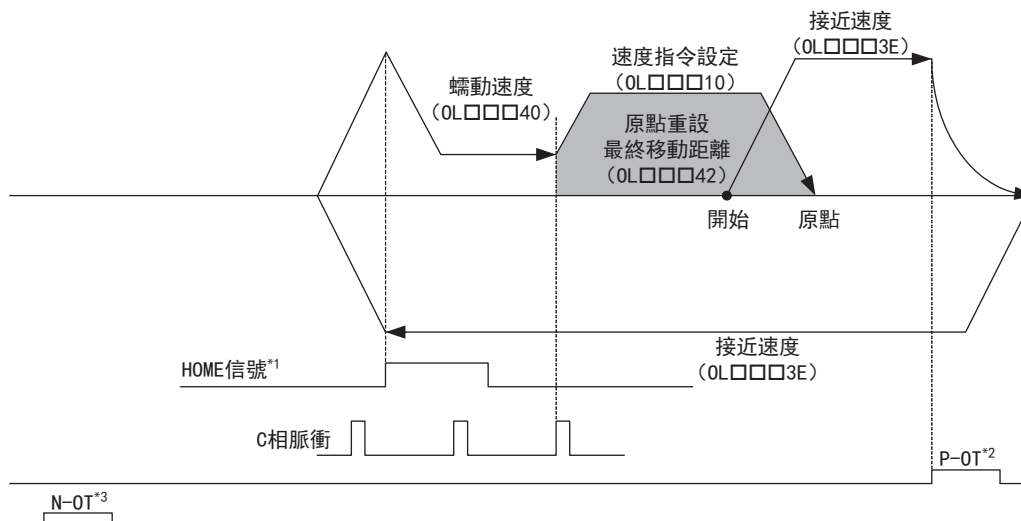 接近速度
(OL□□□3E)
速度指令設定
(OL□□□10)
蠕動速度
(OL□□□40)
原點重設
最終移動距離
(OL□□□42)
開始
原點
接近速度
(OL□□□3E)
HOME信號*1
C相脈衝
P-OT*2
N-OT*3